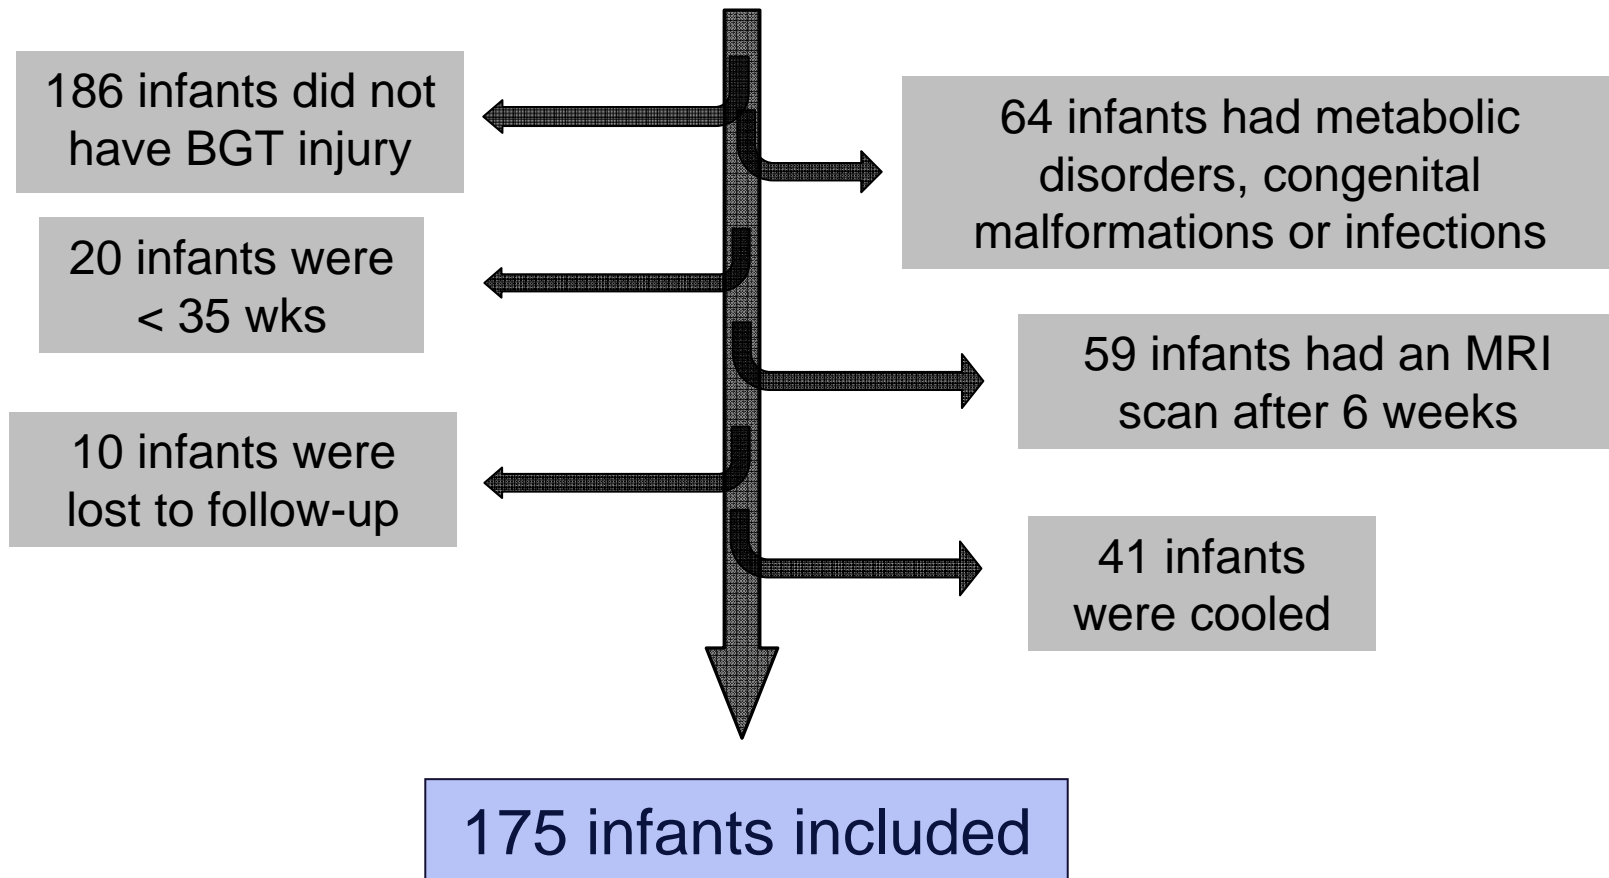 186 infants did not
have BGT injury
64 infants had metabolic
disorders, congenital
malformations or infections
20 infants were
< 35 wks
59 infants had an MRI
scan after 6 weeks
10 infants were
lost to follow-up
41 infants
were cooled
175 infants included